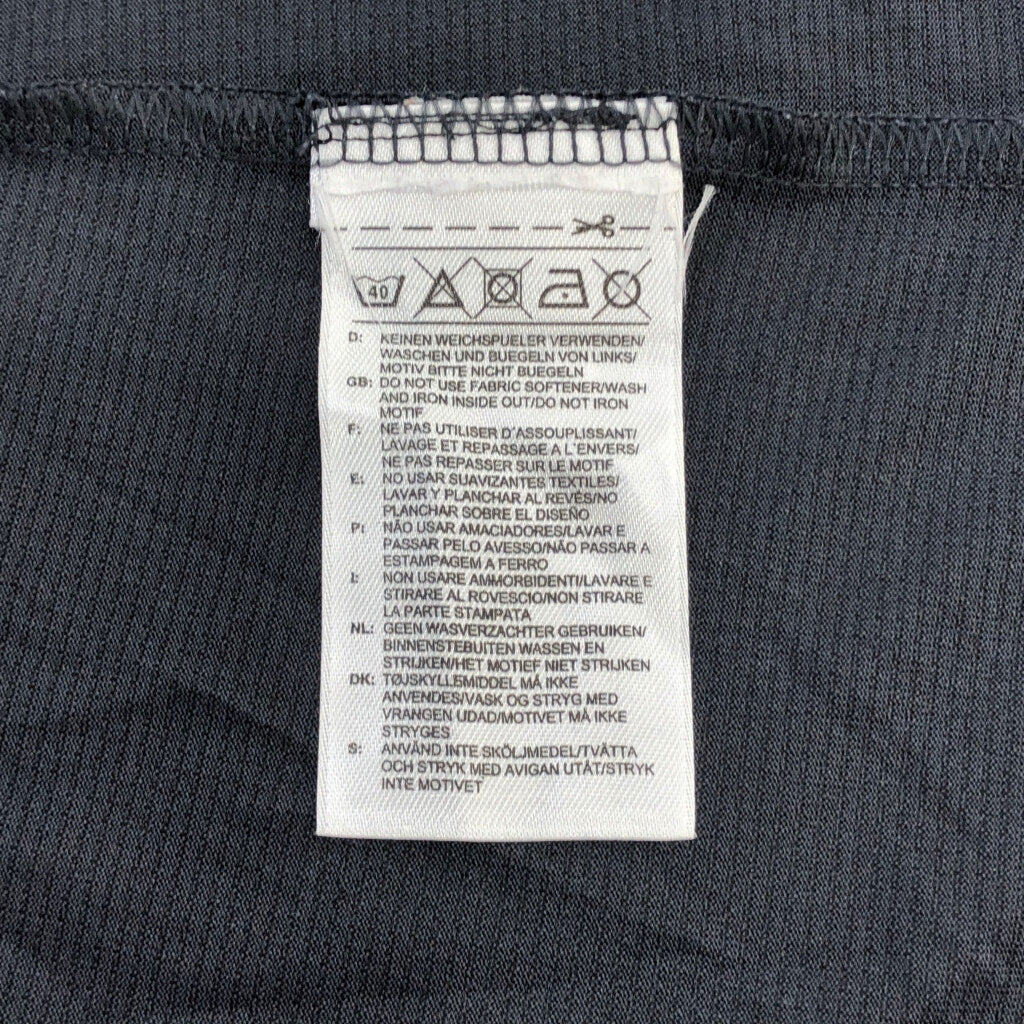 40
D: KEINEN WEICHSPUELER VERWENDEN/
WASCHEN UND BUEGELN VON LINKS/
MOTIV BITTE NICHT BUEGELN
GB: DO NOT USE FABRIC SOFTENER/WASH
AND IRON INSIDE OUT/DO NOT IRON
MOTIF
F: NE PAS UTILISER D'ASSOUPLISSANT/
LAVAGE ET REPASSAGE A L'ENVERS/
NE PAS REPASSER SUR LE MOTIF
E: NO USAR SUAVIZANTES TEXTILES/
LAVAR Y PLANCHAR AL REVÉS/NO
PLANCHAR SOBRE EL DISEÑO
P: NÃO USAR AMACIADORES/LAVAR E
PASSAR PELO AVESSO/NÃO PASSAR A
ESTAMPAGEM A FERRO
I: NON USARE AMMORBIDENTI/LAVARE E
STIRARE AL ROVESCIO/NON STIRARE
LA PARTE STAMPATA
NL: GEEN WASVERZACHTER GEBRUIKEN/
BINNENSTEBUITEN WASSEN EN
STRIJKEN/HET MOTIEF NIET STRIJKEN
DK: TØJSKYLLEMIDDEL MÅ IKKE
ANVENDES/VASK OG STRYG MED
VRANGEN UDAD/MOTIVET MÅ IKKE
STRYGES
S: ANVÄND INTE SKÖLJMEDEL/TVÄTTA
OCH STRYK MED AVIGAN UTÅT/STRYK
INTE MOTIVET